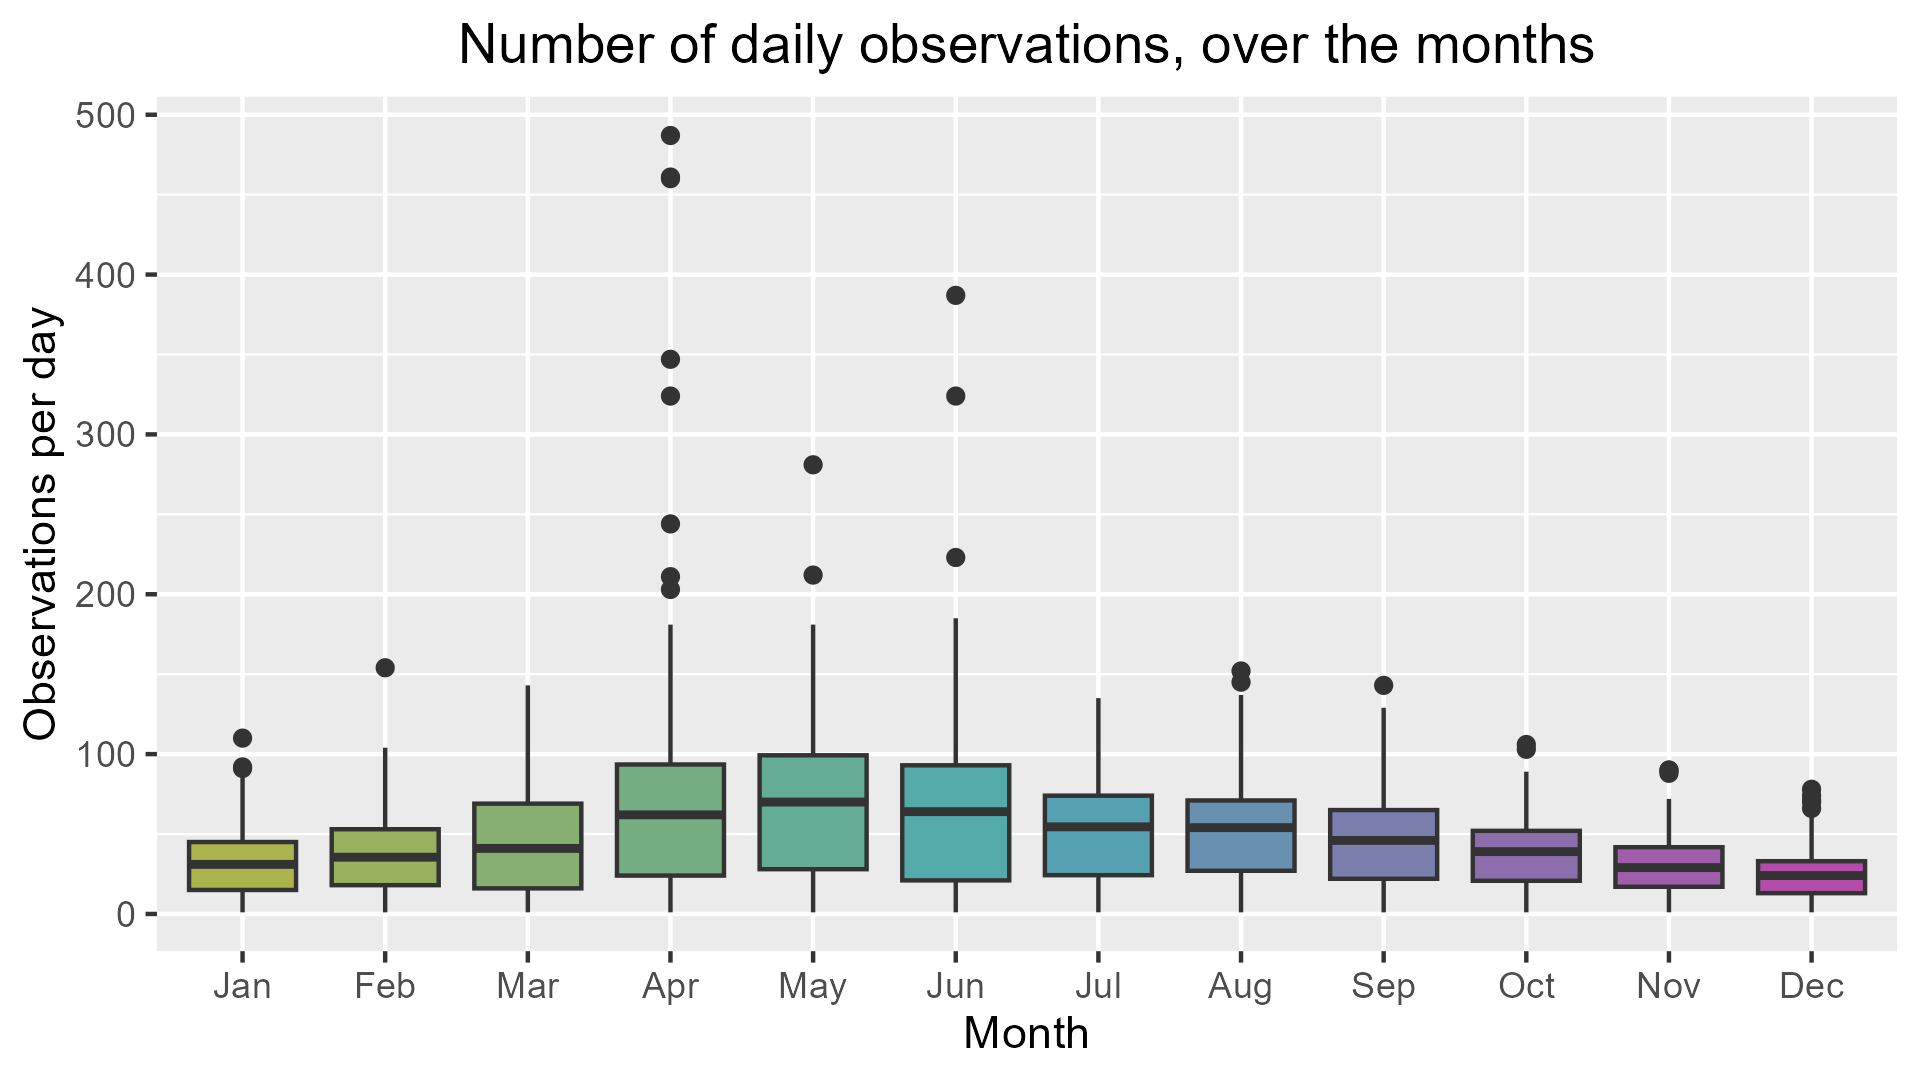 Number of daily observations, over the months
Observations per day
500
400
300
200
100
0
Jan Feb Mar Apr May Jun Jul Aug Sep Oct Nov Dec
Month